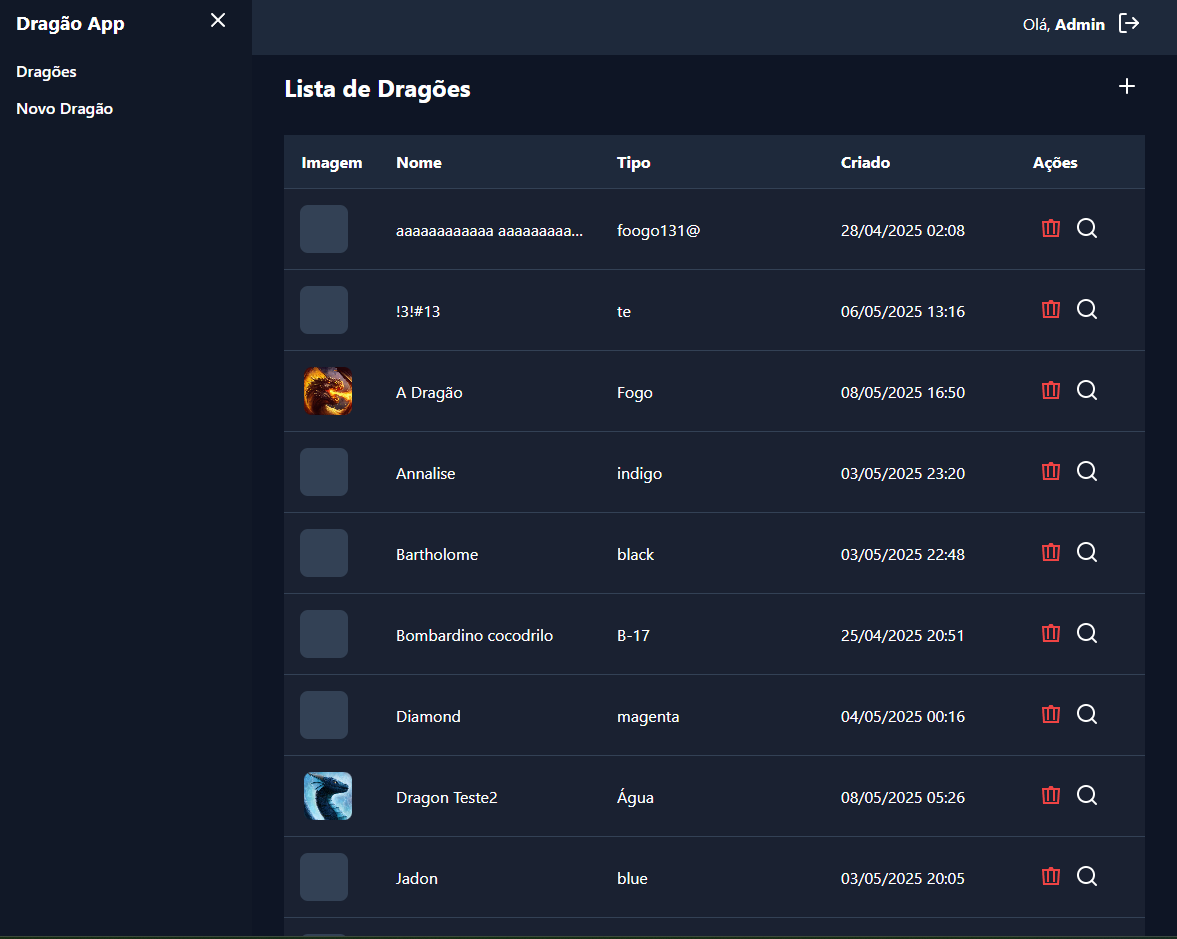 Dragão App
Olá, Admin
Dragões
Novo Dragão
Lista de Dragões
Imagem Nome Tipo Criado Ações
aaaaaaaaaaaa aaaaaaaaa... foogo131@ 28/04/2025 02:08
!3!#13 te 06/05/2025 13:16
A Dragão Fogo 08/05/2025 16:50
Annalise indigo 03/05/2025 23:20
Bartholome black 03/05/2025 22:48
Bombardino cocodrilo B-17 25/04/2025 20:51
Diamond magenta 04/05/2025 00:16
Dragon Teste2 Água 08/05/2025 05:26
Jadon blue 03/05/2025 20:05